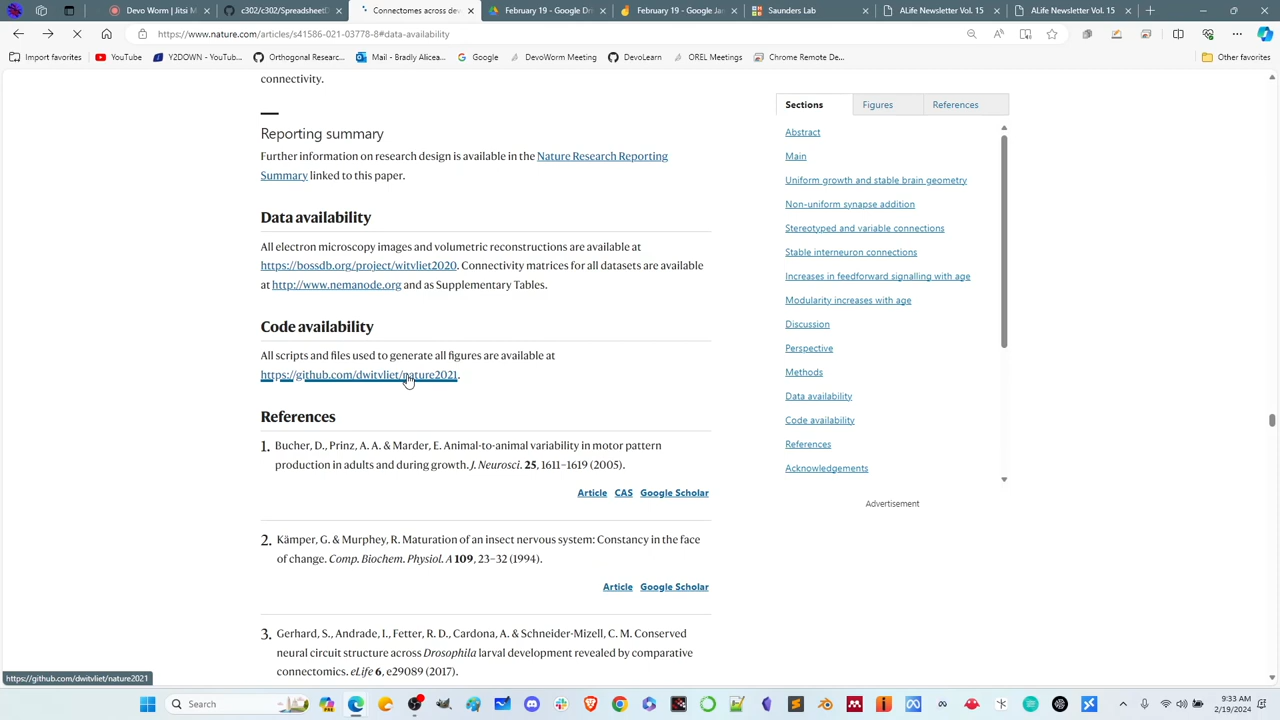 Devo Worm | Jitsi M
c302/c302
Connectomes across de
February 19 - Google D
February 19 - Google Jan
ALife Newsletter Vol. 15
ALife Newsletter Vol. 15
https://www.nature.com/articles/s41586-021-03778-8#data-availability
Import favorites
YouTube
Y2DOWN - YouTub...
Orthogonal Researc...
Mail - Bradly Alicea...
Google
DevoWorm Meeting
DevoLearn
OREL Meetings
Chrome Remote De...
Other favorites
connectivity.
Reporting summary
Further information on research design is available in the Nature Research Reporting
Summary linked to this paper.
Data availability
All electron microscopy images and volumetric reconstructions are available at
https://bossdb.org/project/witvliet2020. Connectivity matrices for all datasets are available
at http://www.nemanode.org and as Supplementary Tables.
Code availability
All scripts and files used to generate all figures are available at
https://github.com/dwitvliet/nature2021.
References
1. Bucher, D., Prinz, A. A. & Marder, E. Animal-to-animal variability in motor pattern
production in adults and during growth. J. Neurosci. 25, 1611–1619 (2005).
Article CAS Google Scholar
2. Kämper, G. & Murphey, R. Maturation of an insect nervous system: Constancy in the face
of change. Comp. Biochem. Physiol. A 109, 23–32 (1994).
Article Google Scholar
3. Gerhard, S., Andrade, I., Fetter, R. D., Cardona, A. & Schneider-Mizell, C. M. Conserved
neural circuit structure across Drosophila larval development revealed by comparative
connectomics. eLife 6, e29089 (2017).
Sections
Figures
References
Abstract
Main
Uniform growth and stable brain geometry
Non-uniform synapse addition
Stereotyped and variable connections
Stable interneuron connections
Increases in feedforward signalling with age
Modularity increases with age
Discussion
Perspective
Methods
Data availability
Code availability
References
Acknowledgements
Advertisement
https://github.com/dwitvliet/nature2021
Search
9:33 AM
2/19/2024